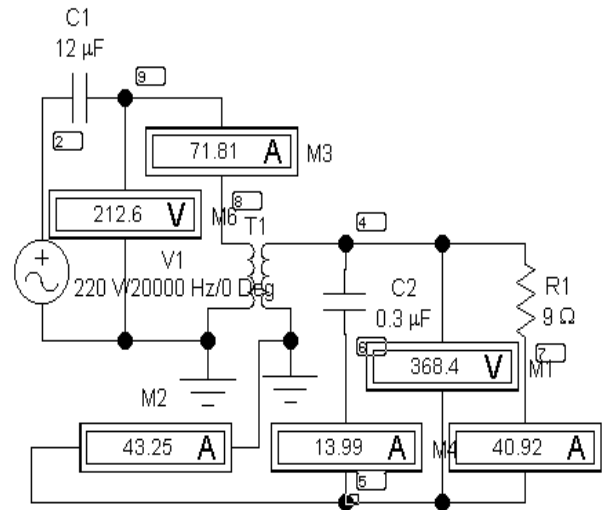 C1
12 μF
9
2
71.81 A
M3
212.6 V
M6
8
T1
4
V1
220 V/20000 Hz/0 Deg
C2
0.3 μF
R1
9 Ω
6
7
368.4 V
M1
M2
43.25 A
13.99 A
M4
40.92 A
5